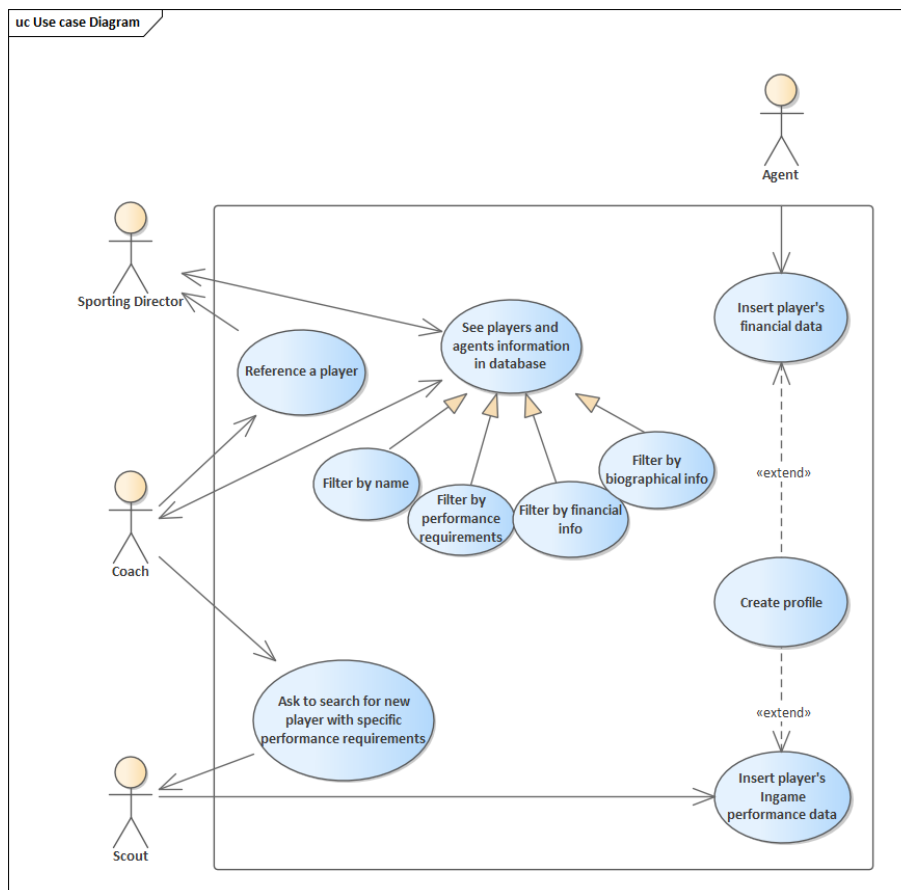 uc Use case Diagram
Agent
Sporting Director
Insert player's
financial data
See players and
agents information
in database
Reference a player
Filter by name
Filter by
performance
requirements
Filter by financial
info
Filter by
biographical info
«extend»
Coach
Create profile
Ask to search for new
player with specific
performance requirements
«extend»
Insert player's
Ingame
performance data
Scout